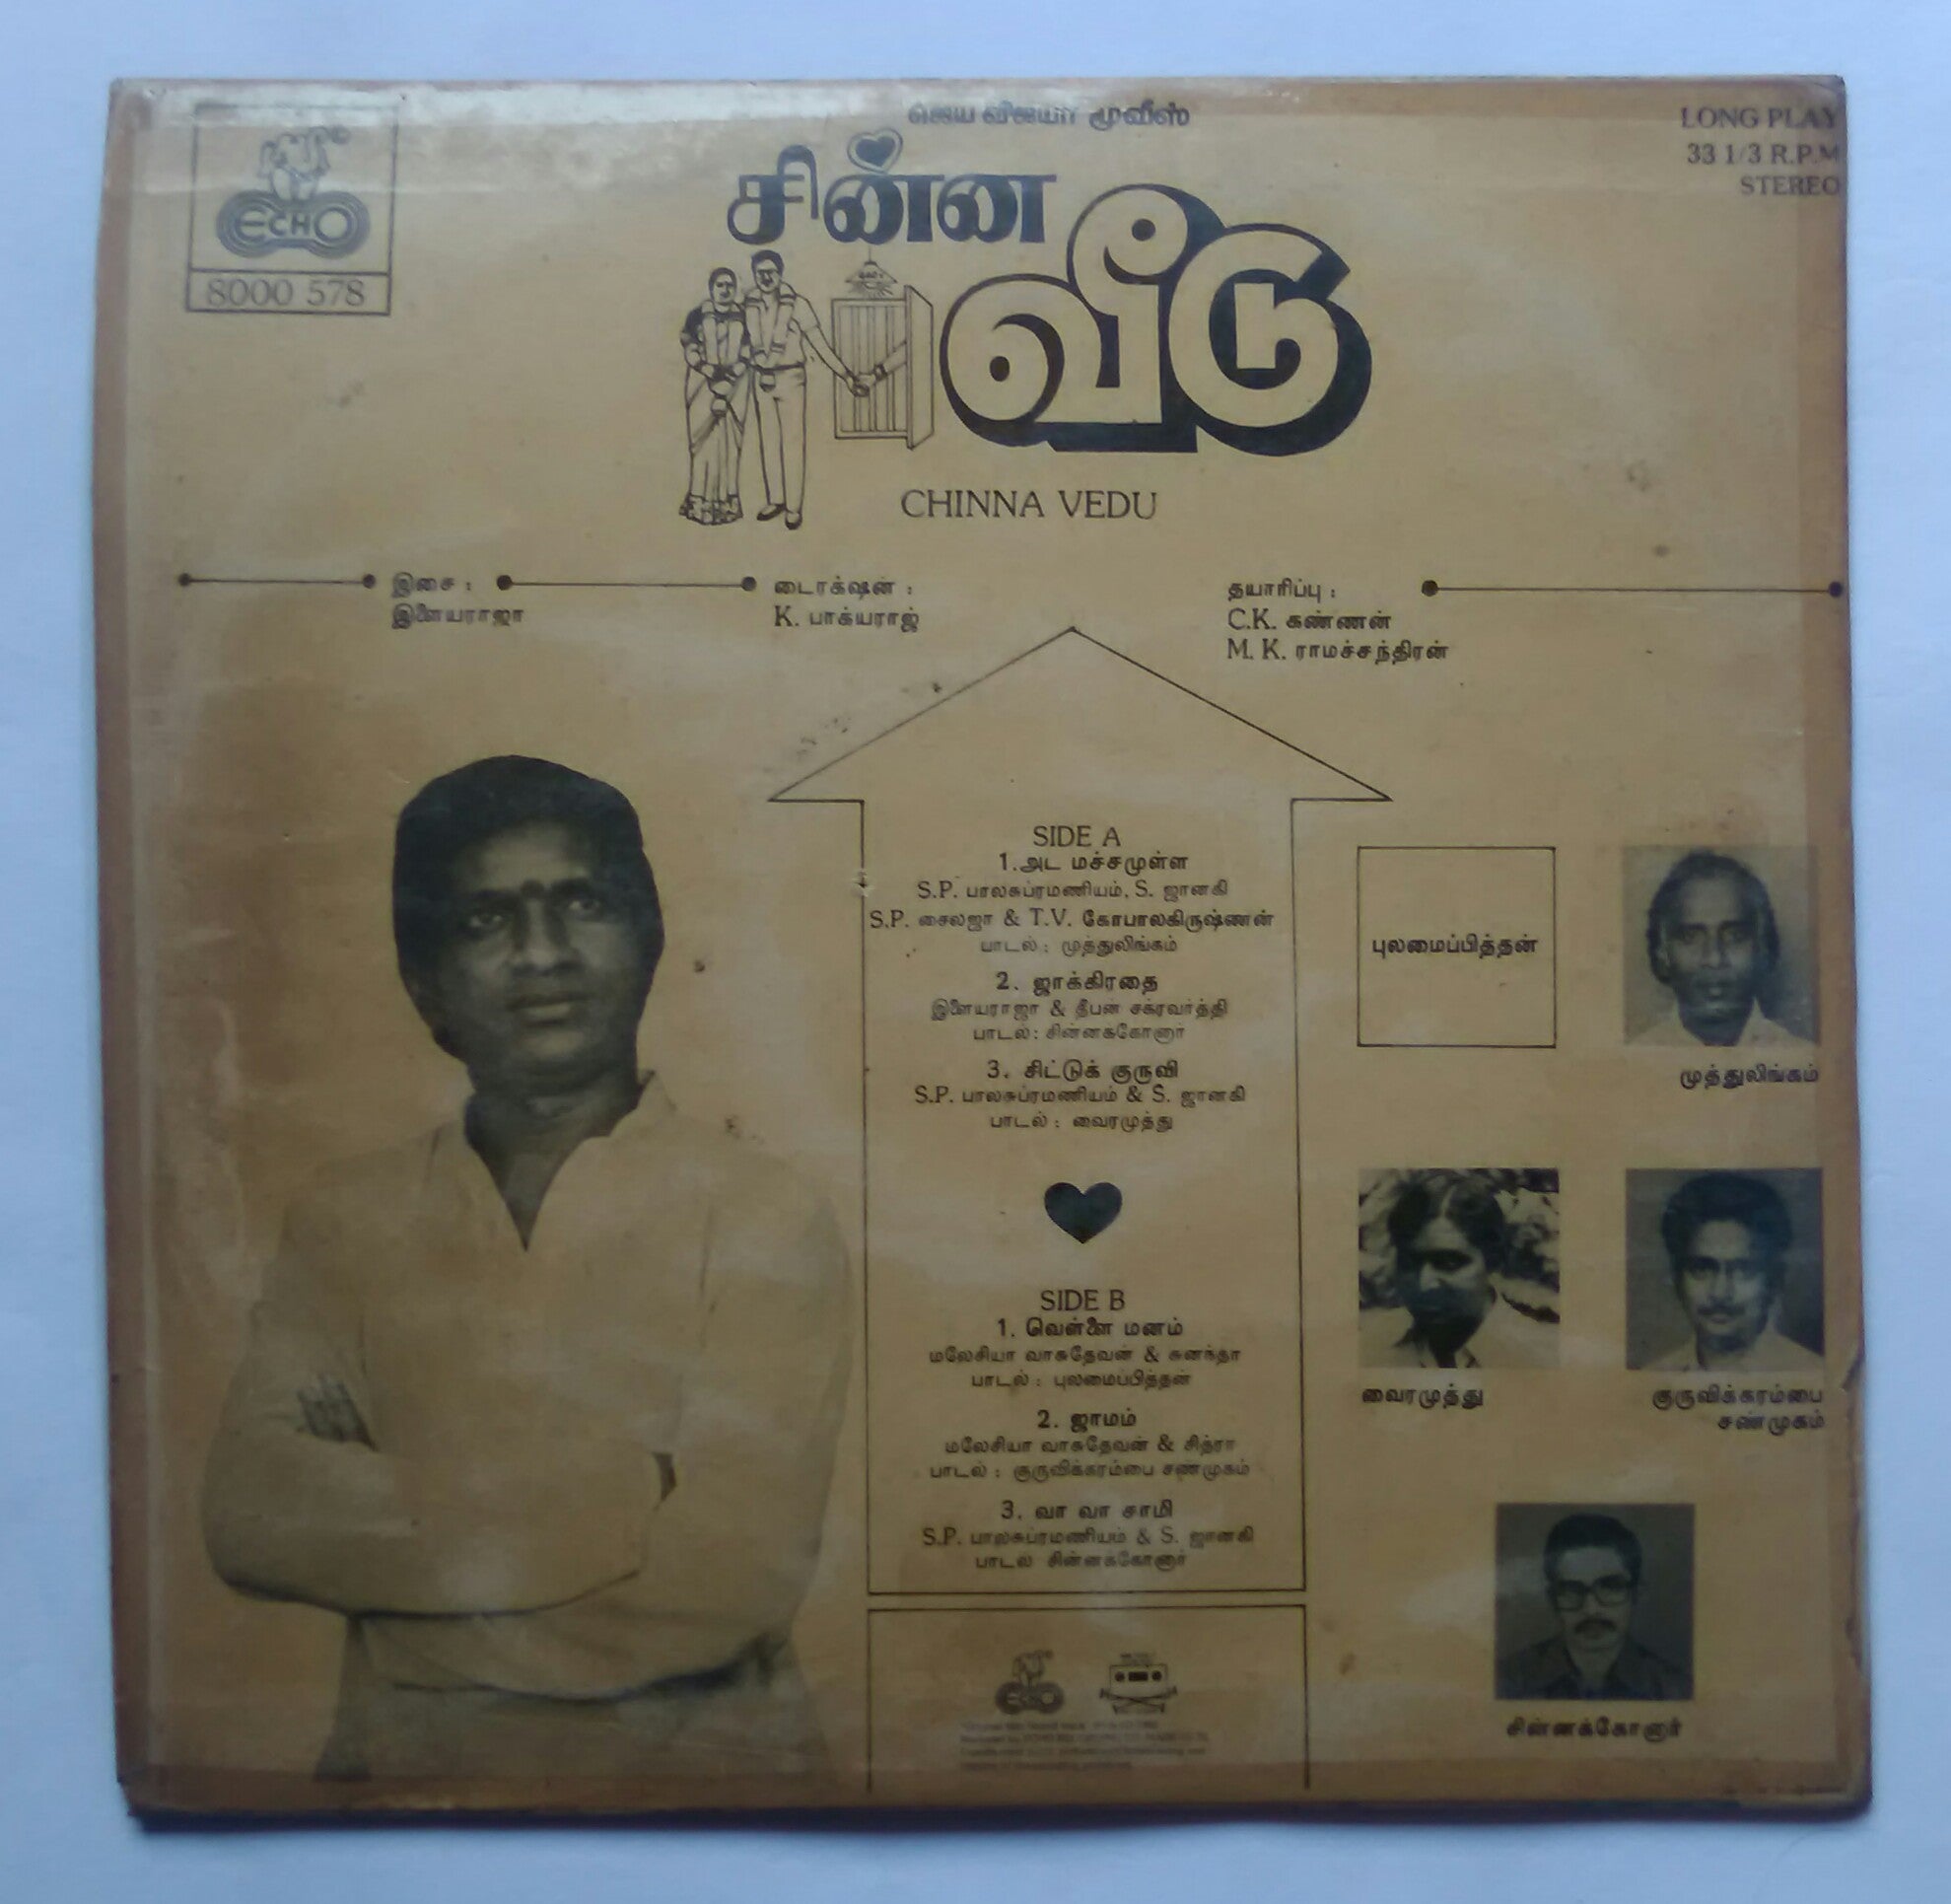 ஜெய விஜயா மூவீஸ்
LONG PLAY
33 1/3 R.P.M
STEREO
ECHO
8000 578
சின்ன
வீடு
CHINNA VEDU
இசை :
இளையராஜா
டைரக்ஷன் :
K. பாக்யராஜ்
தயாரிப்பு :
C.K. கண்ணன்
M. K. ராமச்சந்திரன்
SIDE A
1. அட மச்சமுள்ள
S.P. பாலசுப்ரமணியம், S. ஜானகி
S.P. சைலஜா & T.V. கோபாலகிருஷ்ணன்
பாடல் : முத்துலிங்கம்
2. ஜாக்கிரதை
இளையராஜா & தீபன் சக்ரவர்த்தி
பாடல் : சின்னக்கோனார்
3. சிட்டுக் குருவி
S.P. பாலசுப்ரமணியம் & S. ஜானகி
பாடல் : வைரமுத்து
SIDE B
1. வெள்ளை மனம்
மலேசியா வாசுதேவன் & சுனந்தா
பாடல் : புலமைப்பித்தன்
2. ஜாமம்
மலேசியா வாசுதேவன் & சித்ரா
பாடல் : குருவிக்கரம்பை சண்முகம்
3. வா வா சாமி
S.P. பாலசுப்ரமணியம் & S. ஜானகி
பாடல் சின்னக்கோனார்
புலமைப்பித்தன்
முத்துலிங்கம்
வைரமுத்து
குருவிக்கரம்பை
சண்முகம்
சின்னக்கோனார்
ECHO